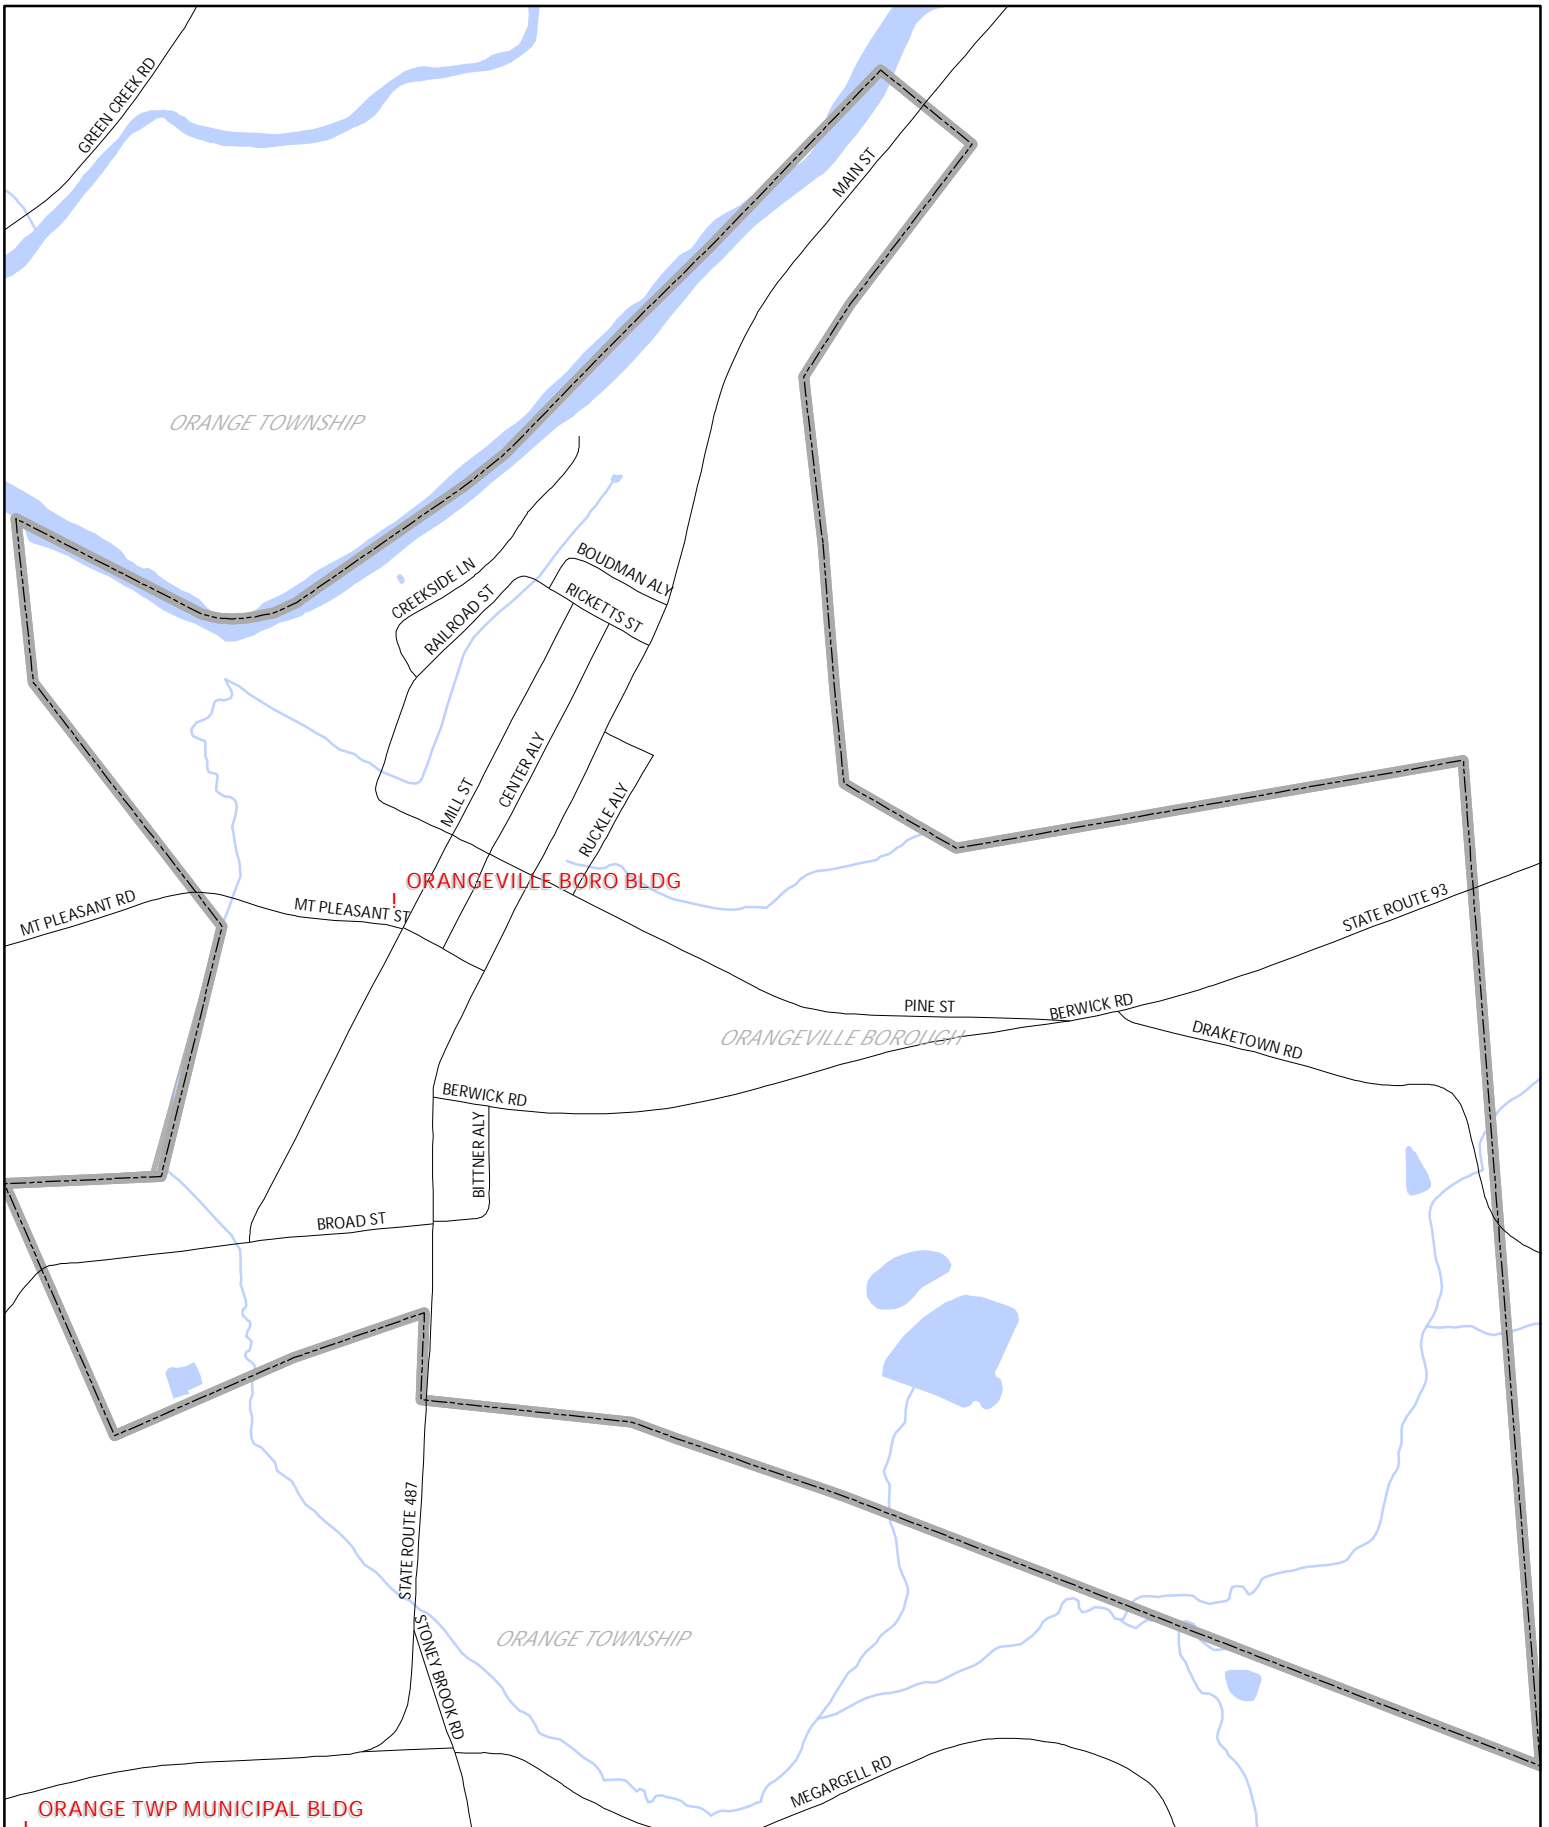 GREEN CREEK RD
MAIN ST
ORANGE TOWNSHIP
CREEKSIDE LN
BOUDMAN ALY
RAILROAD ST
RICKETTS ST
MILL ST
CENTER ALY
RUCKLE ALY
ORANGEVILLE BORO BLDG
!
MT PLEASANT RD
MT PLEASANT ST
STATE ROUTE 93
PINE ST
BERWICK RD
ORANGEVILLE BOROUGH
DRAKETOWN RD
BERWICK RD
BITTNER ALY
BROAD ST
STATE ROUTE 487
STONEY BROOK RD
ORANGE TOWNSHIP
MEGARGELL RD
ORANGE TWP MUNICIPAL BLDG